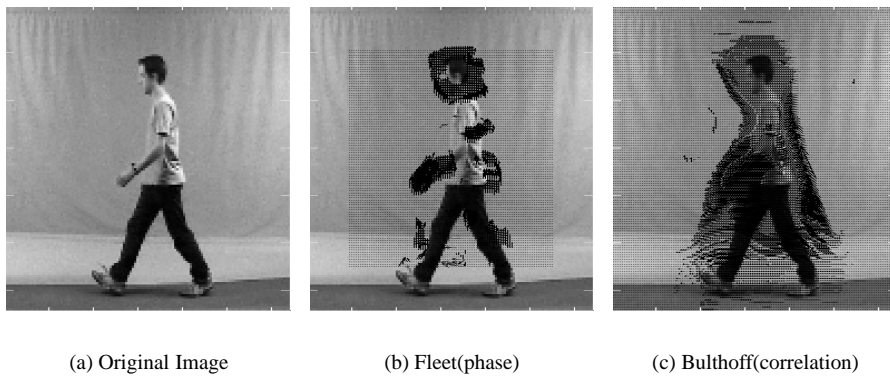 (a) Original Image
(b) Fleet(phase)
(c) Bulthoff(correlation)